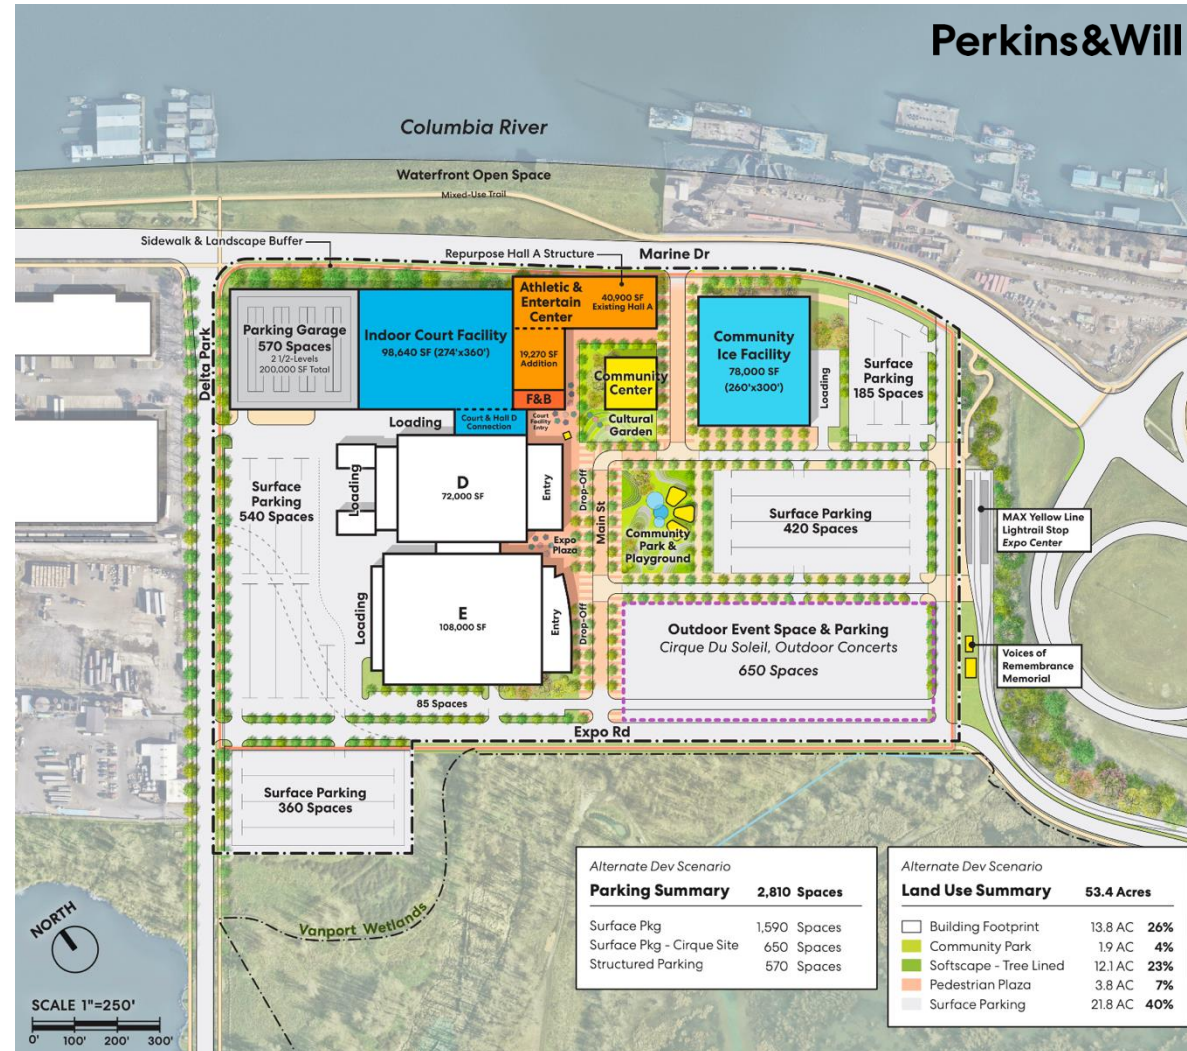 Perkins&Will
Columbia River
Waterfront Open Space
Mixed-Use Trail
Sidewalk & Landscape Buffer
Repurpose Hall A Structure
Marine Dr
Delta Park
Parking Garage
570 Spaces
2 1/2-Levels
200,000 SF Total
Indoor Court Facility
98,640 SF (274'x360')
Athletic &
Entertain
Center
40,900 SF
Existing Hall A
19,270 SF
Addition
F&B
Community
Center
Cultural
Garden
Community
Ice Facility
78,000 SF
(260'x300')
Loading
Surface
Parking
185 Spaces
Loading
Court & Hall D
Connection
Court
Facility
Entry
Surface
Parking
540 Spaces
Loading
D
72,000 SF
Entry
Drop-Off
Main St
Expo
Plaza
Community
Park &
Playground
Surface Parking
420 Spaces
MAX Yellow Line
Lightrail Stop
Expo Center
Loading
E
108,000 SF
Entry
Drop-Off
Outdoor Event Space & Parking
Cirque Du Soleil, Outdoor Concerts
650 Spaces
Voices of
Remembrance
Memorial
85 Spaces
Expo Rd
Surface Parking
360 Spaces
Vanport Wetlands
NORTH
SCALE 1"=250'
0' 100' 200' 300'
Alternate Dev Scenario
Parking Summary 2,810 Spaces
Surface Pkg 1,590 Spaces
Surface Pkg - Cirque Site 650 Spaces
Structured Parking 570 Spaces
Alternate Dev Scenario
Land Use Summary 53.4 Acres
Building Footprint 13.8 AC 26%
Community Park 1.9 AC 4%
Softscape - Tree Lined 12.1 AC 23%
Pedestrian Plaza 3.8 AC 7%
Surface Parking 21.8 AC 40%